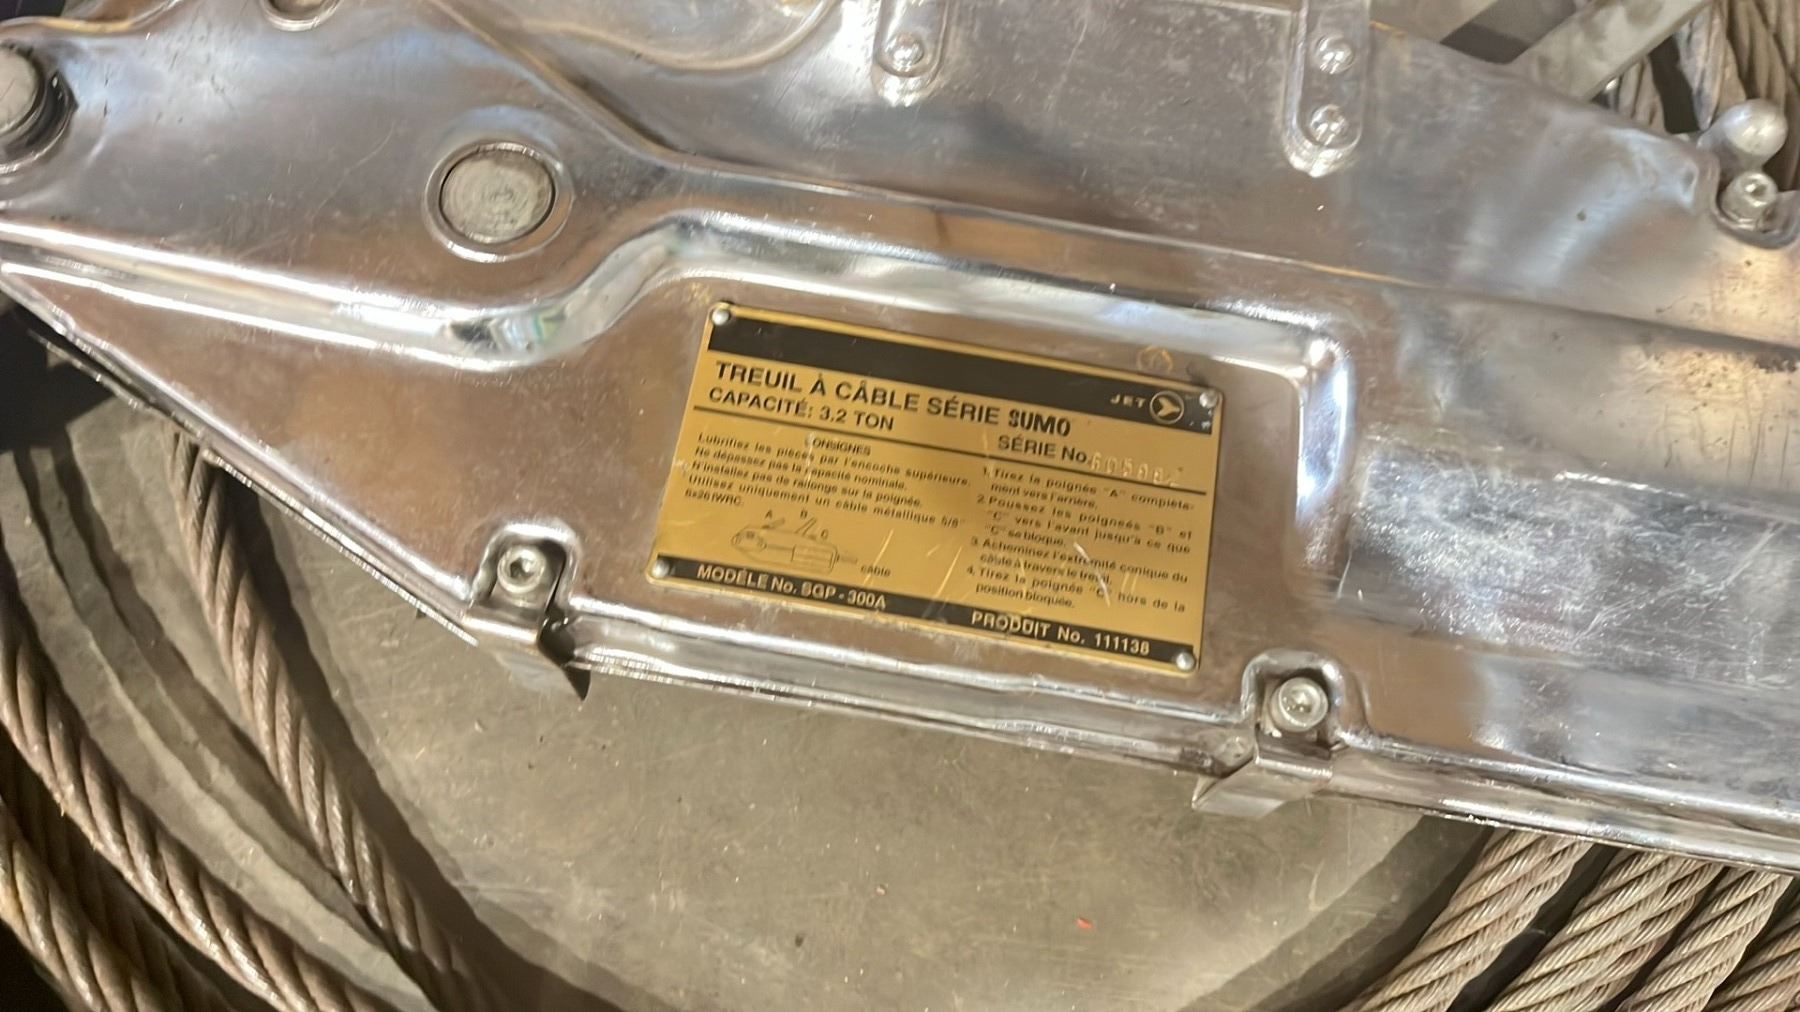 JET
TREUIL À CÂBLE SÉRIE SUMO
CAPACITÉ: 3.2 TON
SÉRIE No.
CONSIGNES
Lubrifiez les pièces par l'encoche supérieure.
Ne dépassez pas la capacité nominale.
N'installez pas de rallonge sur la poignée.
Utilisez uniquement un câble métallique 5/8"
6x26IWRC.
A B C
câble
1. Tirez la poignée "A" complète-
ment vers l'arrière.
2. Poussez les poignées "B" et
"C" vers l'avant jusqu'à ce que
"C" se bloque.
3. Acheminez l'extrémité conique du
câble à travers le treuil.
4. Tirez la poignée "C" hors de la
position bloquée.
MODÈLE No. SGP - 300A
PRODUIT No. 111138